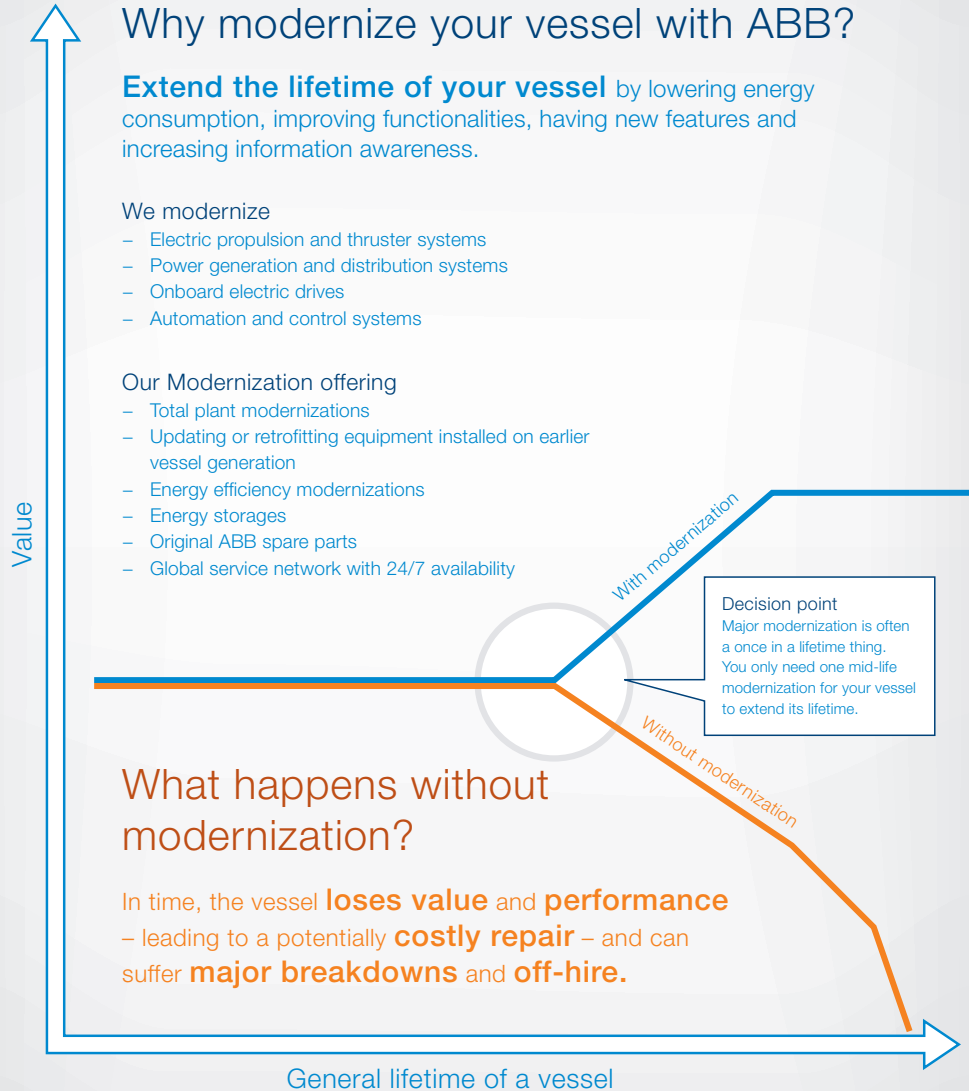 Why modernize your vessel with ABB?
Extend the lifetime of your vessel by lowering energy
consumption, improving functionalities, having new features and
increasing information awareness.
We modernize
– Electric propulsion and thruster systems
– Power generation and distribution systems
– Onboard electric drives
– Automation and control systems
Our Modernization offering
– Total plant modernizations
– Updating or retrofitting equipment installed on earlier
vessel generation
– Energy efficiency modernizations
– Energy storages
– Original ABB spare parts
– Global service network with 24/7 availability
Value
With modernization
Decision point
Major modernization is often
a once in a lifetime thing.
You only need one mid-life
modernization for your vessel
to extend its lifetime.
Without modernization
What happens without
modernization?
In time, the vessel loses value and performance
– leading to a potentially costly repair – and can
suffer major breakdowns and off-hire.
General lifetime of a vessel